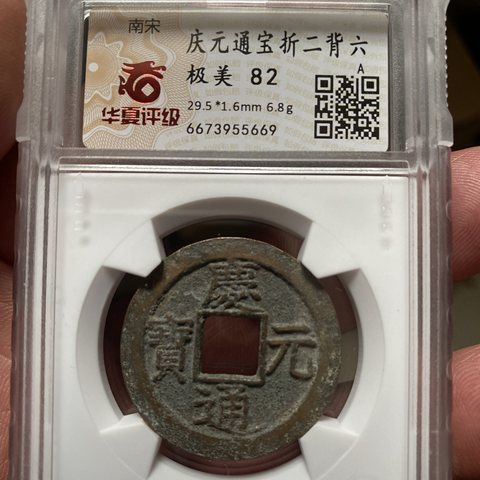 南宋
庆元通宝折二背六
极美 82 A
29.5*1.6mm 6.8g
华夏评级
6673955669
慶
寶 元
通